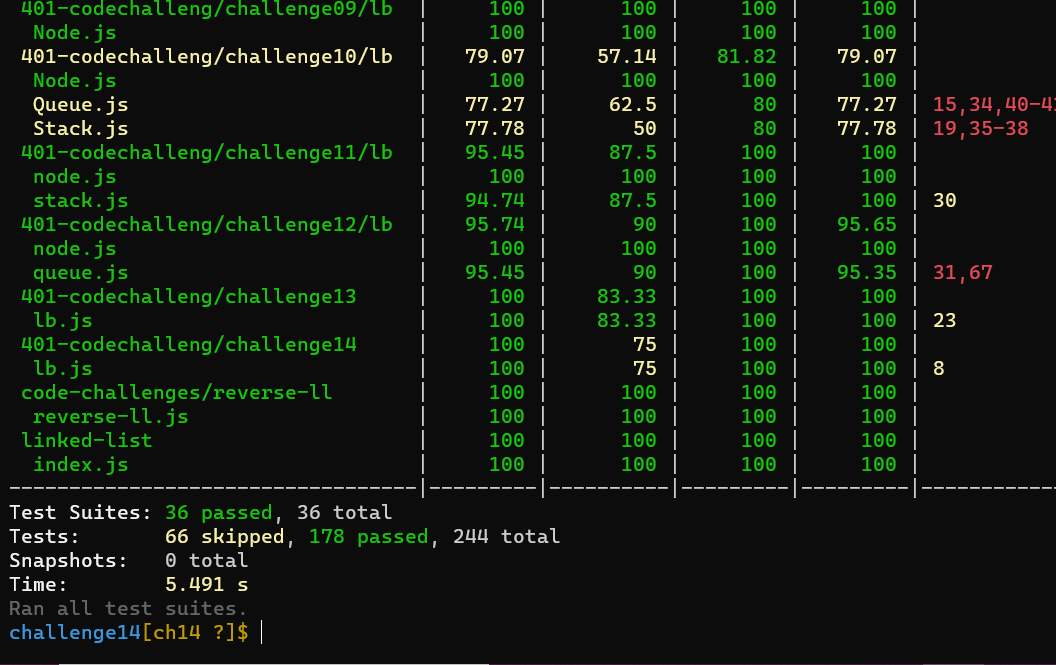 401-codechalleng/challenge09/lb | 100 | 100 | 100 | 100 |
Node.js | 100 | 100 | 100 | 100 |
401-codechalleng/challenge10/lb | 79.07 | 57.14 | 81.82 | 79.07 |
Node.js | 100 | 100 | 100 | 100 |
Queue.js | 77.27 | 62.5 | 80 | 77.27 | 15,34,40-43
Stack.js | 77.78 | 50 | 80 | 77.78 | 19,35-38
401-codechalleng/challenge11/lb | 95.45 | 87.5 | 100 | 100 |
node.js | 100 | 100 | 100 | 100 |
stack.js | 94.74 | 87.5 | 100 | 100 | 30
401-codechalleng/challenge12/lb | 95.74 | 90 | 100 | 95.65 |
node.js | 100 | 100 | 100 | 100 |
queue.js | 95.45 | 90 | 100 | 95.35 | 31,67
401-codechalleng/challenge13 | 100 | 83.33 | 100 | 100 |
lb.js | 100 | 83.33 | 100 | 100 | 23
401-codechalleng/challenge14 | 100 | 75 | 100 | 100 |
lb.js | 100 | 75 | 100 | 100 | 8
code-challenges/reverse-ll | 100 | 100 | 100 | 100 |
reverse-ll.js | 100 | 100 | 100 | 100 |
linked-list | 100 | 100 | 100 | 100 |
index.js | 100 | 100 | 100 | 100 |
----------------------------------|---------|----------|---------|---------|------------
Test Suites: 36 passed, 36 total
Tests: 66 skipped, 178 passed, 244 total
Snapshots: 0 total
Time: 5.491 s
Ran all test suites.
challenge14[ch14 ?]$